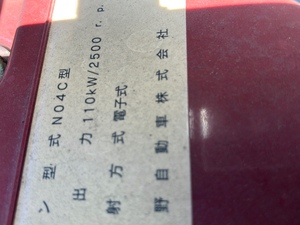 ン型式 N04C型
出力 110kW/2500 r. p.
射方式 電子式
野自動車株式会社